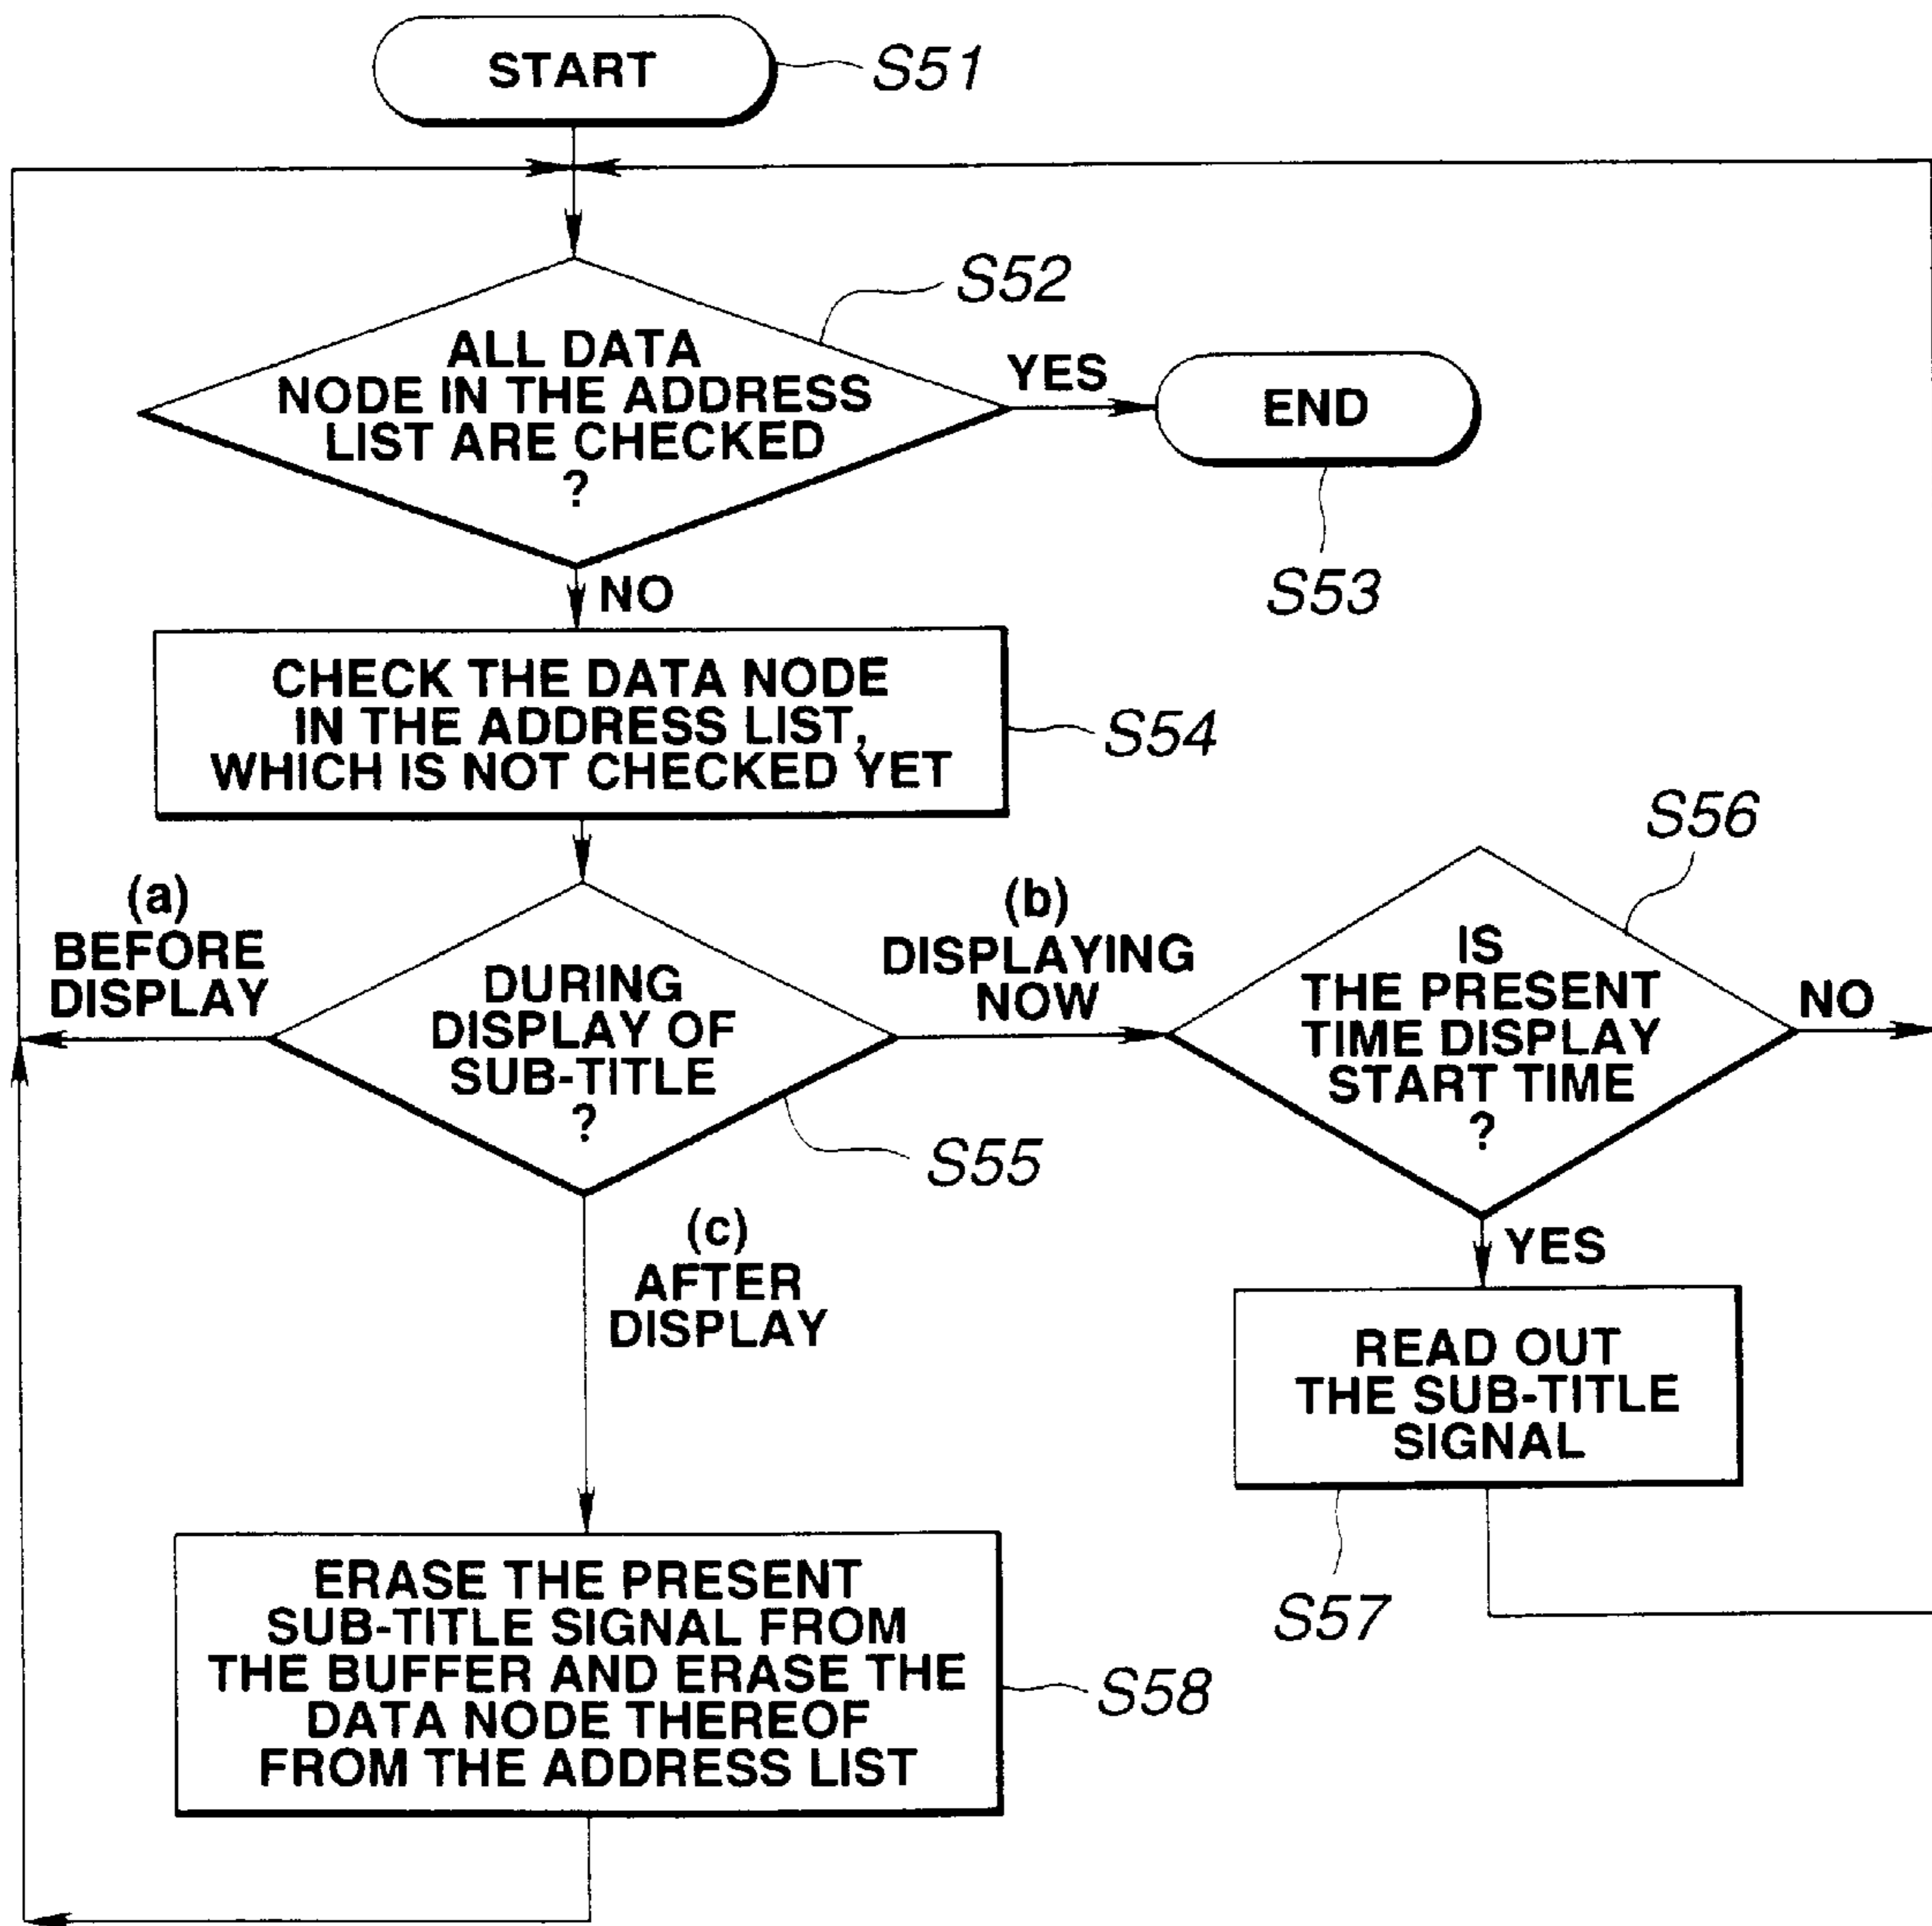 START
S51
S52
ALL DATA
NODE IN THE ADDRESS
LIST ARE CHECKED
?
YES
END
S53
NO
CHECK THE DATA NODE
IN THE ADDRESS LIST,
WHICH IS NOT CHECKED YET
S54
S56
(a)
BEFORE
DISPLAY
DURING
DISPLAY OF
SUB-TITLE
?
(b)
DISPLAYING
NOW
IS
THE PRESENT
TIME DISPLAY
START TIME
?
NO
S55
(c)
AFTER
DISPLAY
YES
READ OUT
THE SUB-TITLE
SIGNAL
S57
ERASE THE PRESENT
SUB-TITLE SIGNAL FROM
THE BUFFER AND ERASE THE
DATA NODE THEREOF
FROM THE ADDRESS LIST
S58